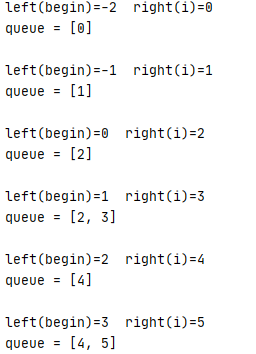 left(begin)=-2  right(i)=0
queue = [0]
left(begin)=-1  right(i)=1
queue = [1]
left(begin)=0  right(i)=2
queue = [2]
left(begin)=1  right(i)=3
queue = [2, 3]
left(begin)=2  right(i)=4
queue = [4]
left(begin)=3  right(i)=5
queue = [4, 5]